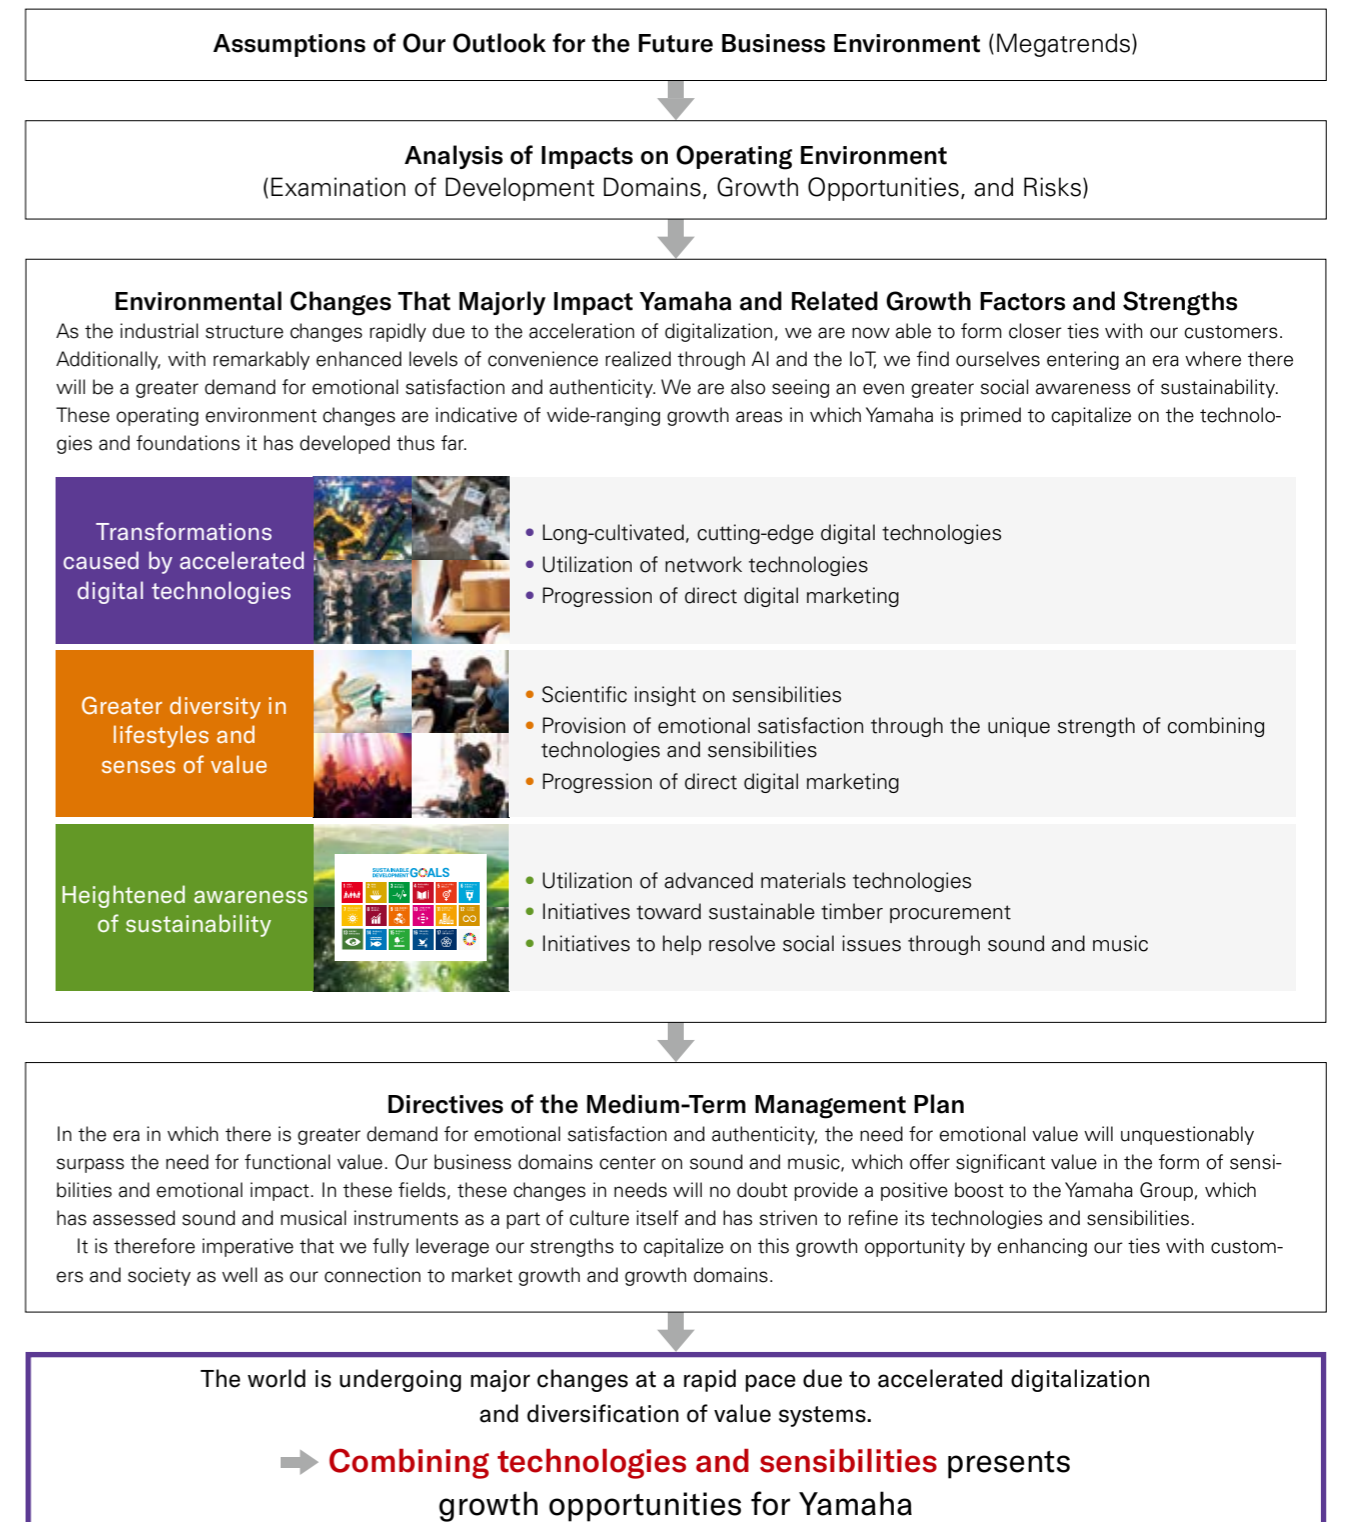 Assumptions of Our Outlook for the Future Business Environment (Megatrends)
Analysis of Impacts on Operating Environment
(Examination of Development Domains, Growth Opportunities, and Risks)
Environmental Changes That Majorly Impact Yamaha and Related Growth Factors and Strengths
As the industrial structure changes rapidly due to the acceleration of digitalization, we are now able to form closer ties with our customers.
Additionally, with remarkably enhanced levels of convenience realized through AI and the IoT, we find ourselves entering an era where there
will be a greater demand for emotional satisfaction and authenticity. We are also seeing an even greater social awareness of sustainability.
These operating environment changes are indicative of wide-ranging growth areas in which Yamaha is primed to capitalize on the technolo-
gies and foundations it has developed thus far.
Transformations
caused by accelerated
digital technologies
• Long-cultivated, cutting-edge digital technologies
• Utilization of network technologies
• Progression of direct digital marketing
Greater diversity in
lifestyles and
senses of value
• Scientific insight on sensibilities
• Provision of emotional satisfaction through the unique strength of combining
technologies and sensibilities
• Progression of direct digital marketing
Heightened awareness
of sustainability
SUSTAINABLE
DEVELOPMENT GOALS
• Utilization of advanced materials technologies
• Initiatives toward sustainable timber procurement
• Initiatives to help resolve social issues through sound and music
Directives of the Medium-Term Management Plan
In the era in which there is greater demand for emotional satisfaction and authenticity, the need for emotional value will unquestionably
surpass the need for functional value. Our business domains center on sound and music, which offer significant value in the form of sensi-
bilities and emotional impact. In these fields, these changes in needs will no doubt provide a positive boost to the Yamaha Group, which
has assessed sound and musical instruments as a part of culture itself and has striven to refine its technologies and sensibilities.
It is therefore imperative that we fully leverage our strengths to capitalize on this growth opportunity by enhancing our ties with custom-
ers and society as well as our connection to market growth and growth domains.
The world is undergoing major changes at a rapid pace due to accelerated digitalization
and diversification of value systems.
Combining technologies and sensibilities presents
growth opportunities for Yamaha